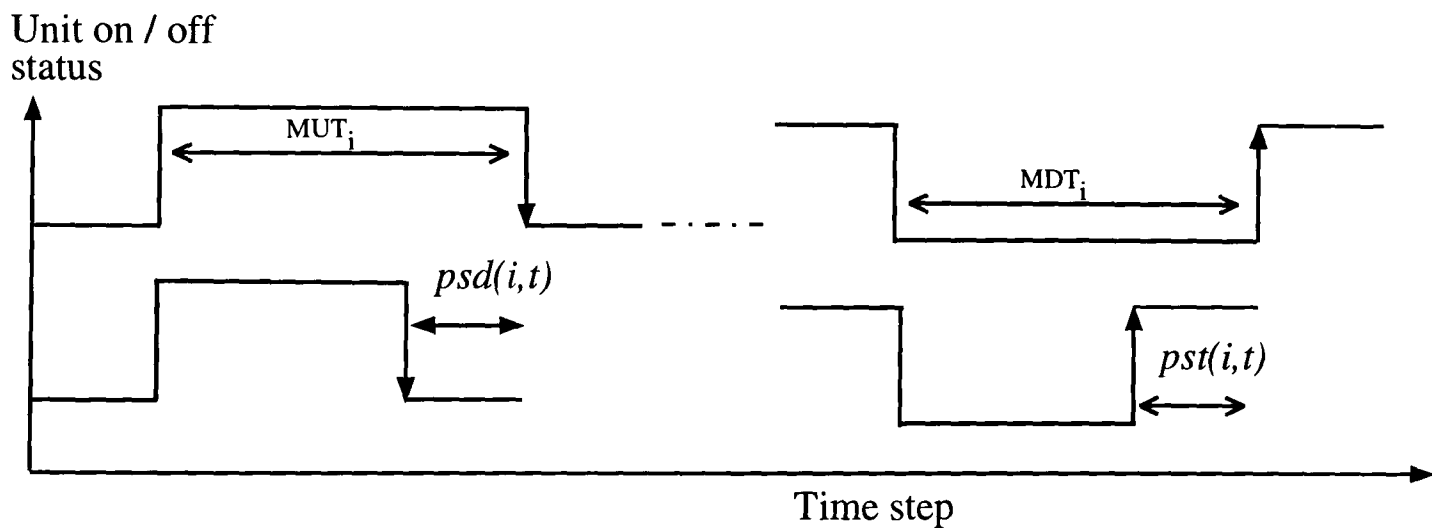 Unit on / off
status
MUTi
MDTi
psd(i,t)
pst(i,t)
Time step